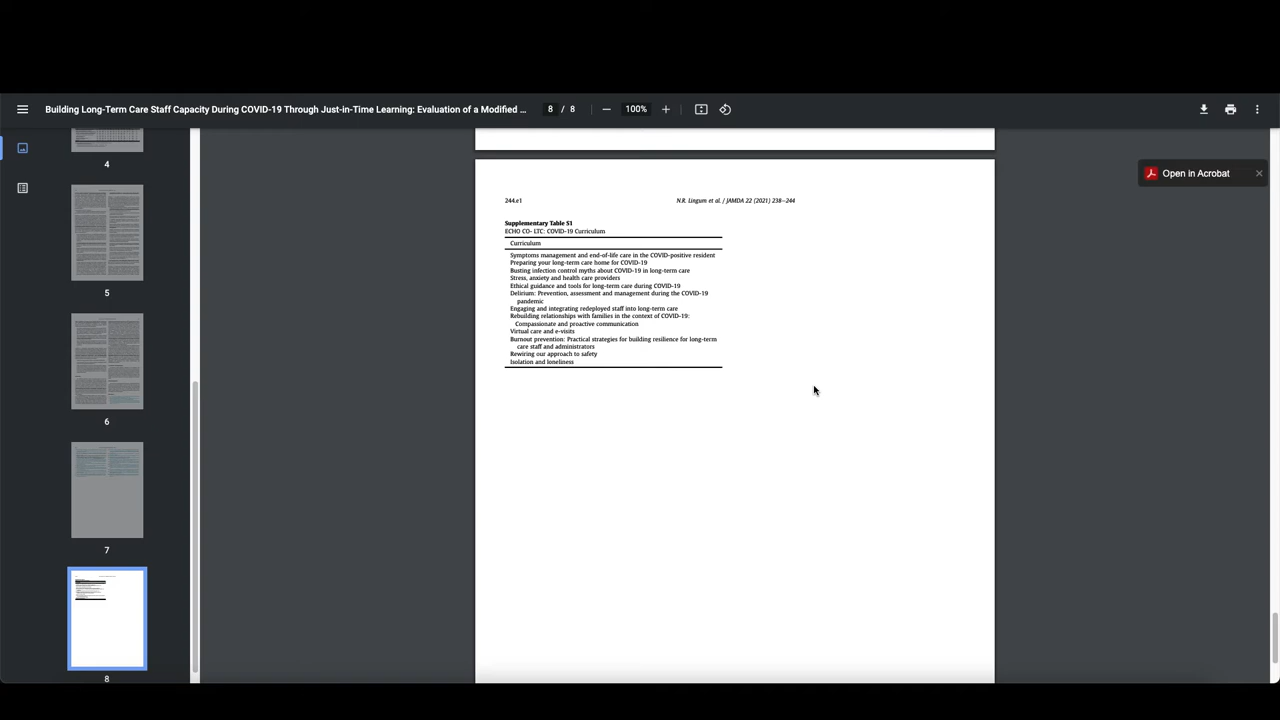 Building Long-Term Care Staff Capacity During COVID-19 Through Just-in-Time Learning: Evaluation of a Modified ...
8 / 8
100%
4
Open in Acrobat
244.e1
N.R. Lingum et al. / JAMDA 22 (2021) 238–244
Supplementary Table S1
ECHO CO- LTC: COVID-19 Curriculum
Curriculum
Symptoms management and end-of-life care in the COVID-positive resident
Preparing your long-term care home for COVID-19
Busting infection control myths about COVID-19 in long-term care
Stress, anxiety and health care providers
Ethical guidance and tools for long-term care during COVID-19
Delirium: Prevention, assessment and management during the COVID-19
pandemic
Engaging and integrating redeployed staff into long-term care
Rebuilding relationships with families in the context of COVID-19:
Compassionate and proactive communication
Virtual care and e-visits
Burnout prevention: Practical strategies for building resilience for long-term
care staff and administrators
Rewiring our approach to safety
Isolation and loneliness
5
6
7
8